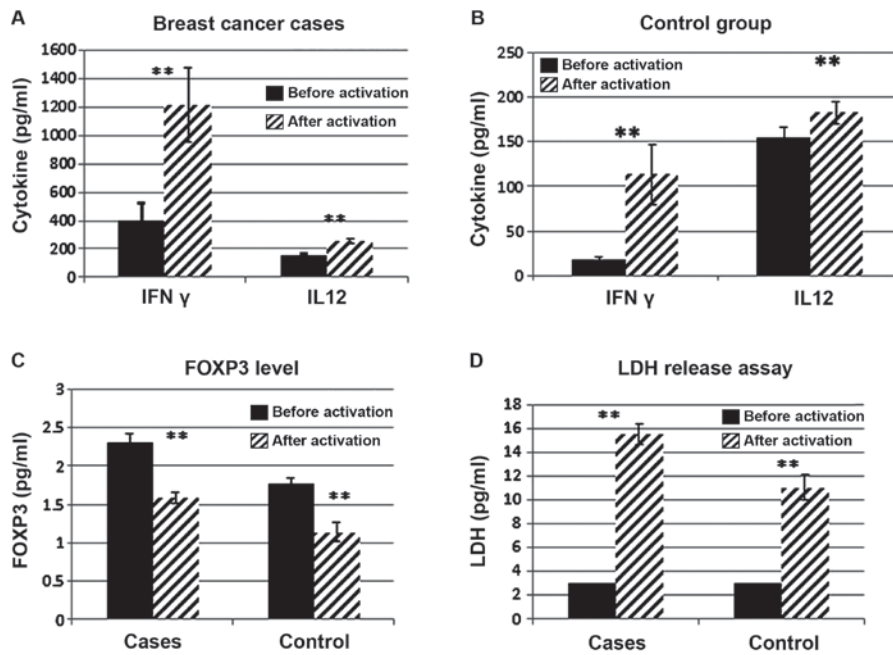 A
Breast cancer cases
Cytokine (pg/ml)
1600
1400
1200
1000
800
600
400
200
0
**
**
Before activation
After activation
IFN γ
IL12
B
Control group
Cytokine (pg/ml)
250
200
150
100
50
0
Before activation
After activation
**
**
IFN γ
IL12
C
FOXP3 level
FOXP3 (pg/ml)
3
2.5
2
1.5
1
0.5
0
**
**
Before activation
After activation
Cases
Control
D
LDH release assay
LDH (pg/ml)
18
16
14
12
10
8
6
4
2
0
**
**
Before activation
After activation
Cases
Control